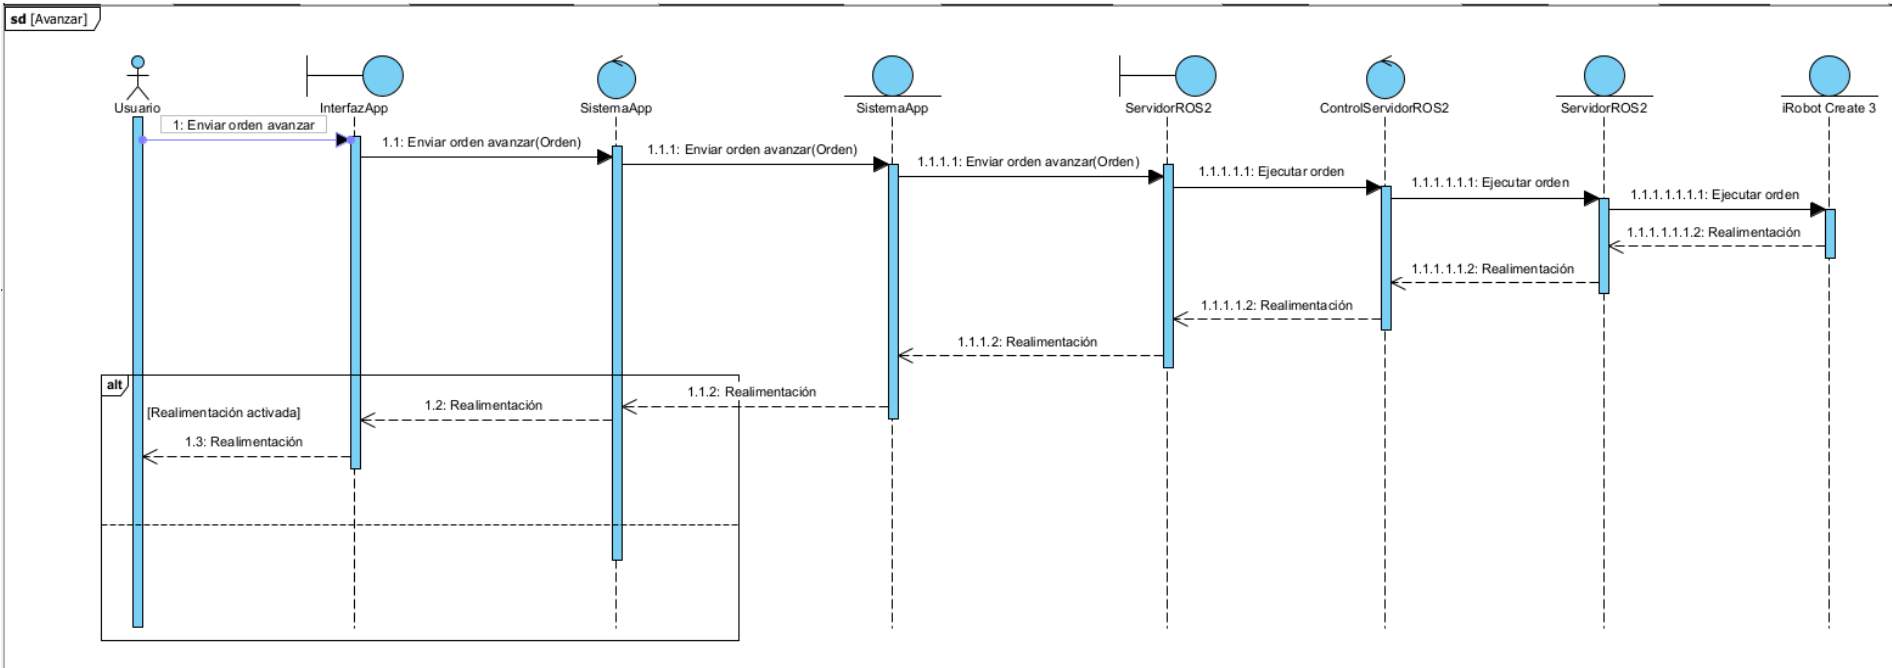 sd [Avanzar]
Usuario
InterfazApp
SistemaApp
SistemaApp
ServidorROS2
ControlServidorROS2
ServidorROS2
iRobot Create 3
1: Enviar orden avanzar
1.1: Enviar orden avanzar(Orden)
1.1.1: Enviar orden avanzar(Orden)
1.1.1.1: Enviar orden avanzar(Orden)
1.1.1.1.1: Ejecutar orden
1.1.1.1.1.1: Ejecutar orden
1.1.1.1.1.1.1: Ejecutar orden
1.1.1.1.1.1.2: Realimentación
1.1.1.1.1.2: Realimentación
1.1.1.1.2: Realimentación
1.1.1.2: Realimentación
alt
1.1.2: Realimentación
1.2: Realimentación
[Realimentación activada]
1.3: Realimentación